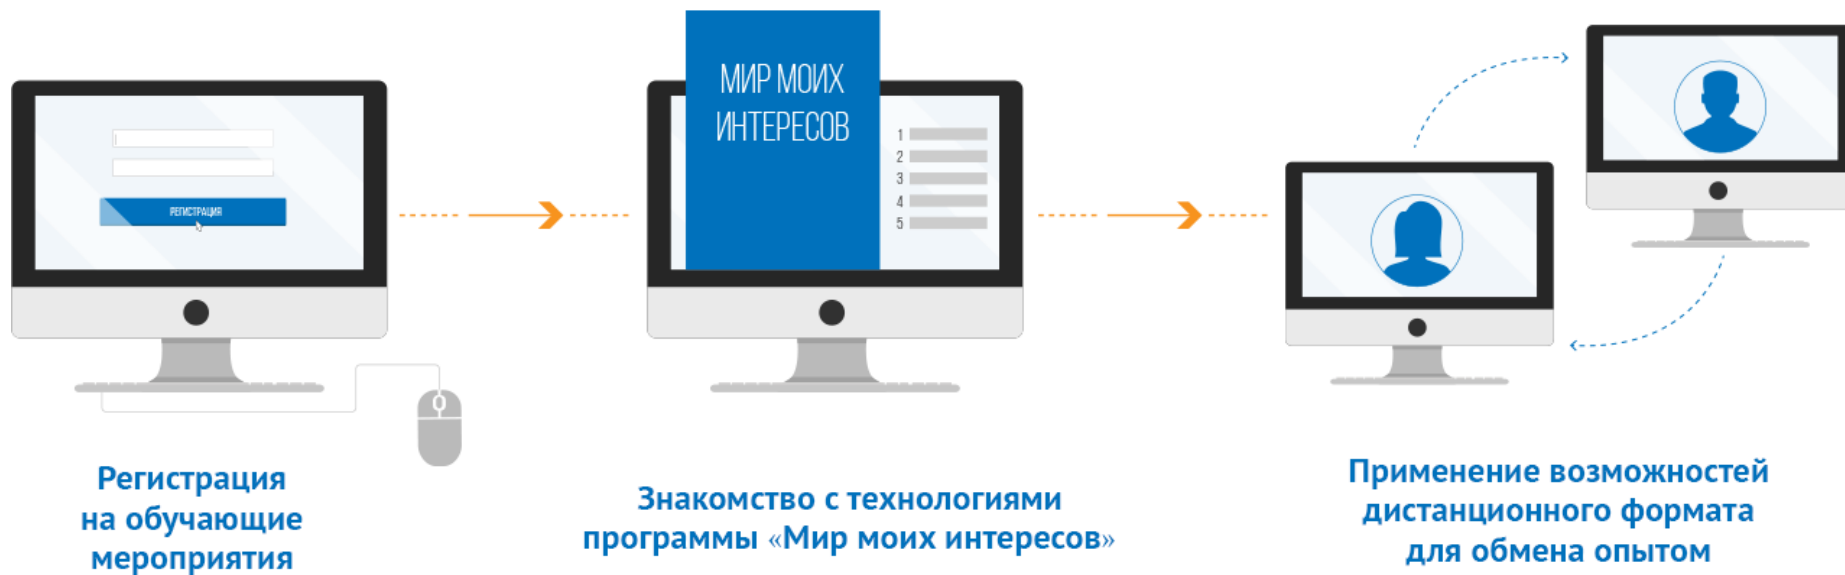 РЕГИСТРАЦИЯ
Регистрация
на обучающие
мероприятия
МИР МОИХ
ИНТЕРЕСОВ
1
2
3
4
5
Знакомство с технологиями
программы «Мир моих интересов»
Применение возможностей
дистанционного формата
для обмена опытом